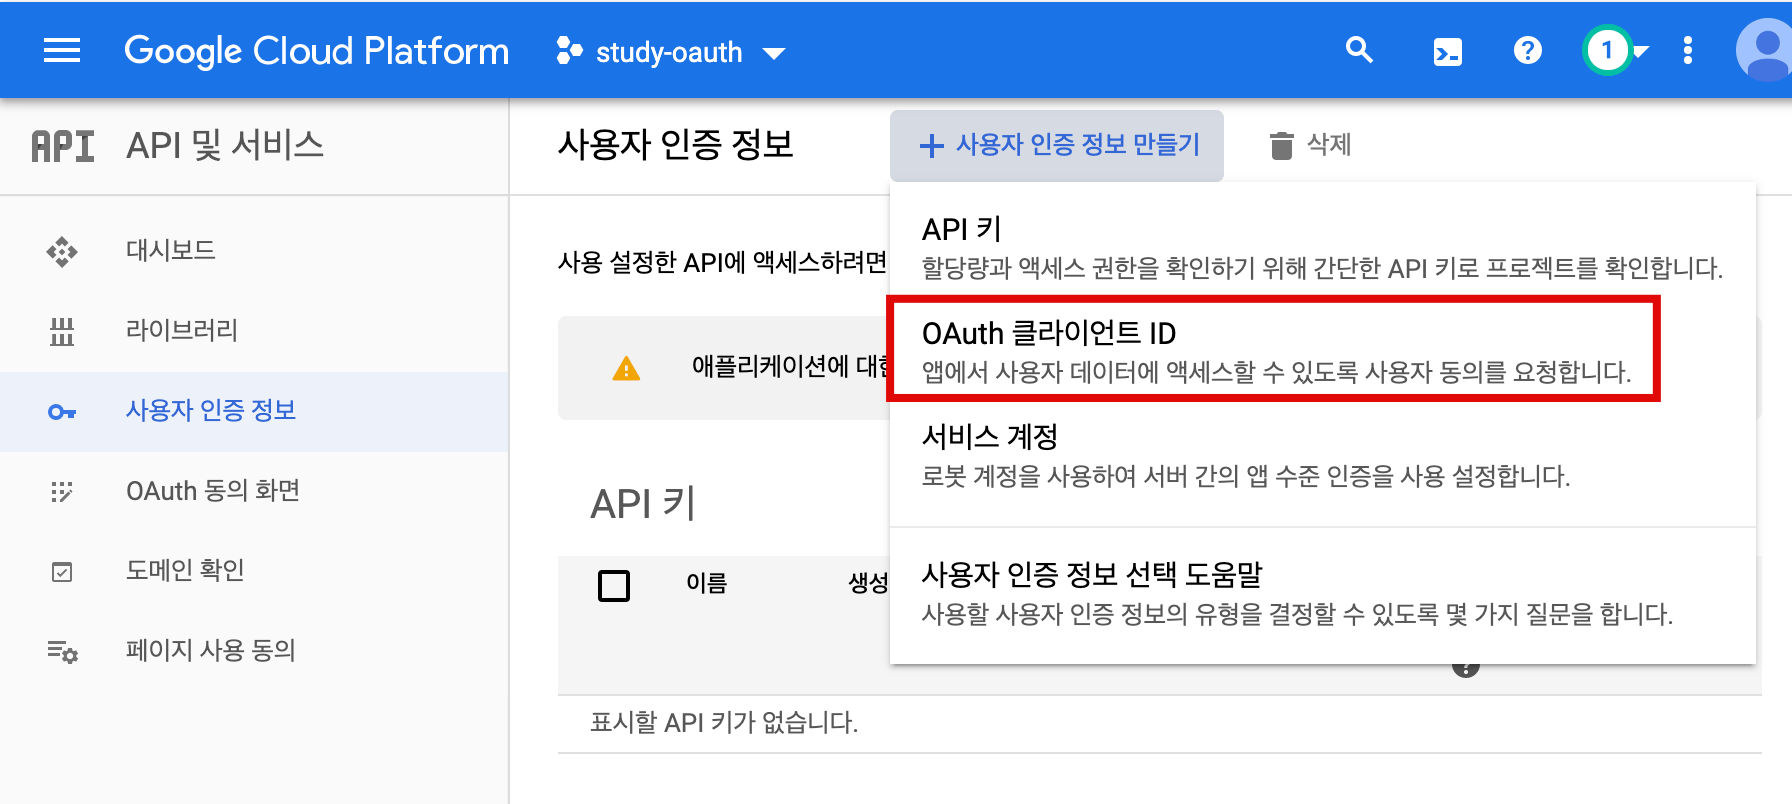 Google Cloud Platform
study-oauth
1
API API 및 서비스
사용자 인증 정보
사용자 인증 정보 만들기
삭제
대시보드
라이브러리
사용자 인증 정보
OAuth 동의 화면
도메인 확인
페이지 사용 동의
사용 설정한 API에 액세스하려면
애플리케이션에 대한
API 키
이름
생성
표시할 API 키가 없습니다.
API 키
할당량과 액세스 권한을 확인하기 위해 간단한 API 키로 프로젝트를 확인합니다.
OAuth 클라이언트 ID
앱에서 사용자 데이터에 액세스할 수 있도록 사용자 동의를 요청합니다.
서비스 계정
로봇 계정을 사용하여 서버 간의 앱 수준 인증을 사용 설정합니다.
사용자 인증 정보 선택 도움말
사용할 사용자 인증 정보의 유형을 결정할 수 있도록 몇 가지 질문을 합니다.